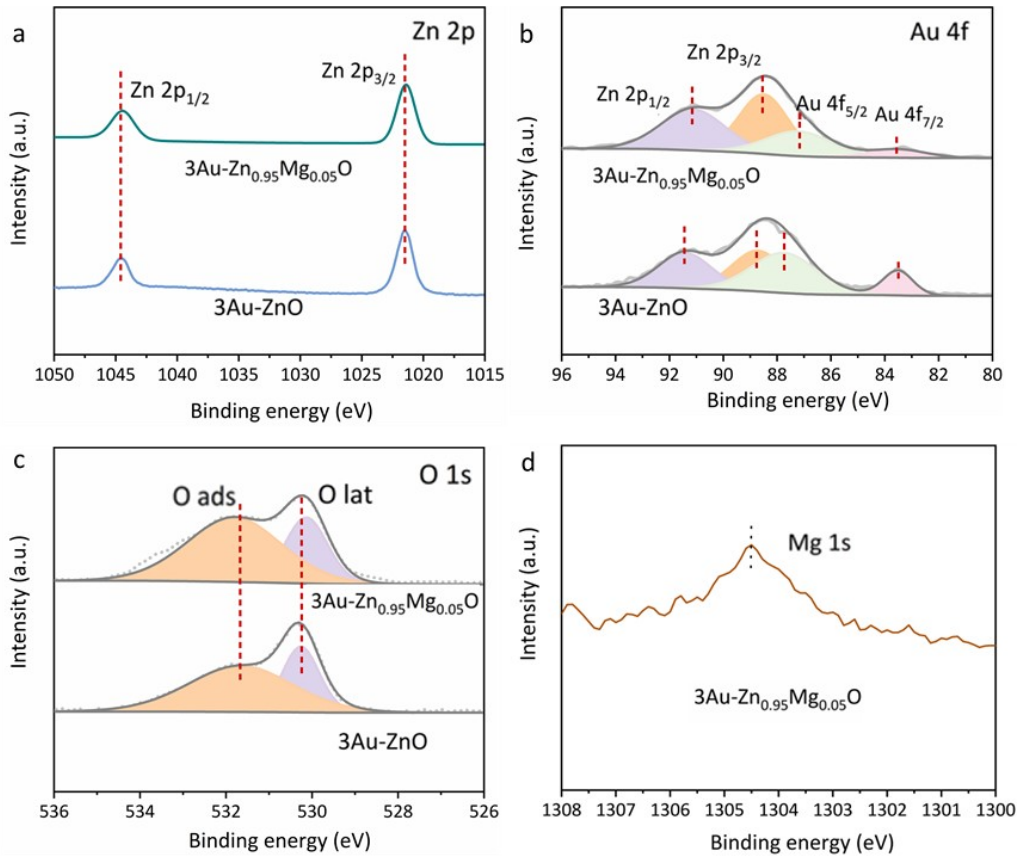 a
Zn 2p
Zn 2p1/2
Zn 2p3/2
3Au-Zn0.95Mg0.05O
3Au-ZnO
Intensity (a.u.)
1050 1045 1040 1035 1030 1025 1020 1015
Binding energy (eV)
b
Au 4f
Zn 2p3/2
Zn 2p1/2
Au 4f5/2 Au 4f7/2
3Au-Zn0.95Mg0.05O
3Au-ZnO
Intensity (a.u.)
96 94 92 90 88 86 84 82 80
Binding energy (eV)
c
O 1s
O ads
O lat
3Au-Zn0.95Mg0.05O
3Au-ZnO
Intensity (a.u.)
536 534 532 530 528 526
Binding energy (eV)
d
Mg 1s
3Au-Zn0.95Mg0.05O
Intensity (a.u.)
1308 1307 1306 1305 1304 1303 1302 1301 1300
Binding energy (eV)